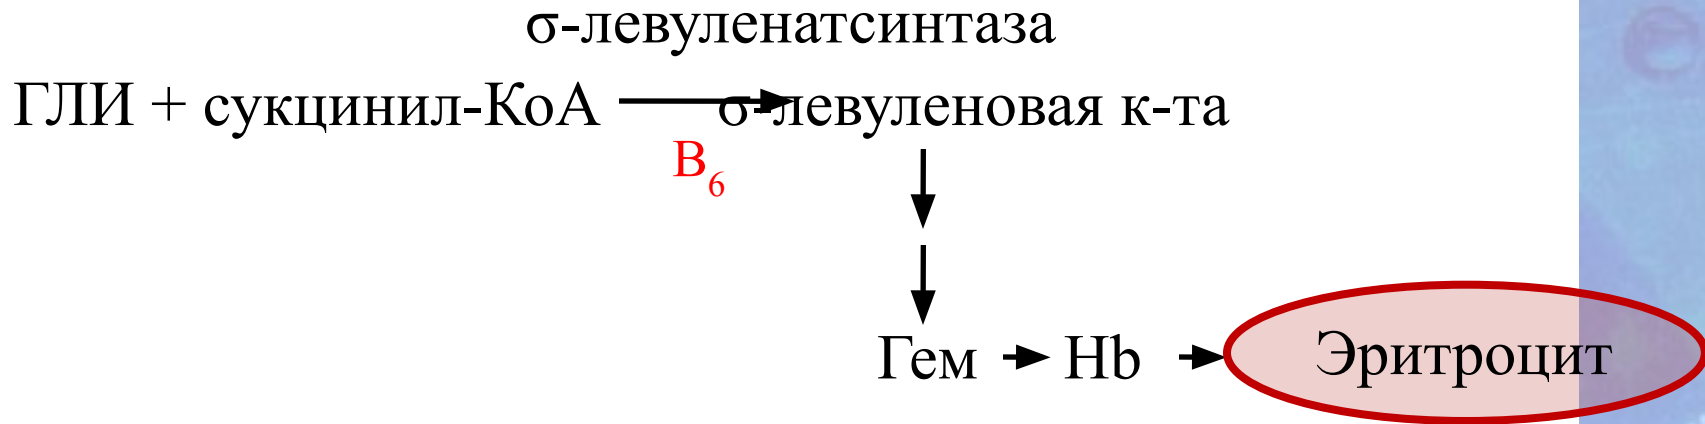 σ-левуленатсинтаза
ГЛИ + сукцинил-КоА σ-левуленовая к-та
B6
Гем Hb Эритроцит